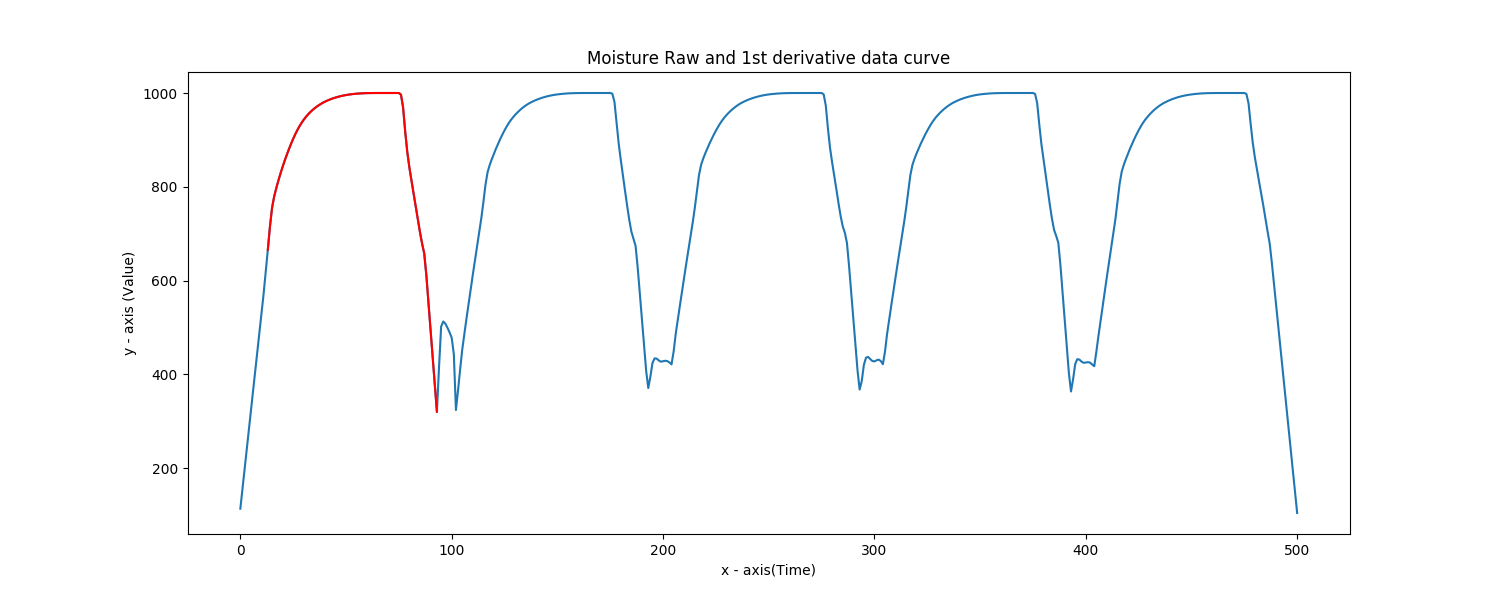 Moisture Raw and 1st derivative data curve
1000
800
600
400
200
y - axis (Value)
0 100 200 300 400 500
x - axis(Time)